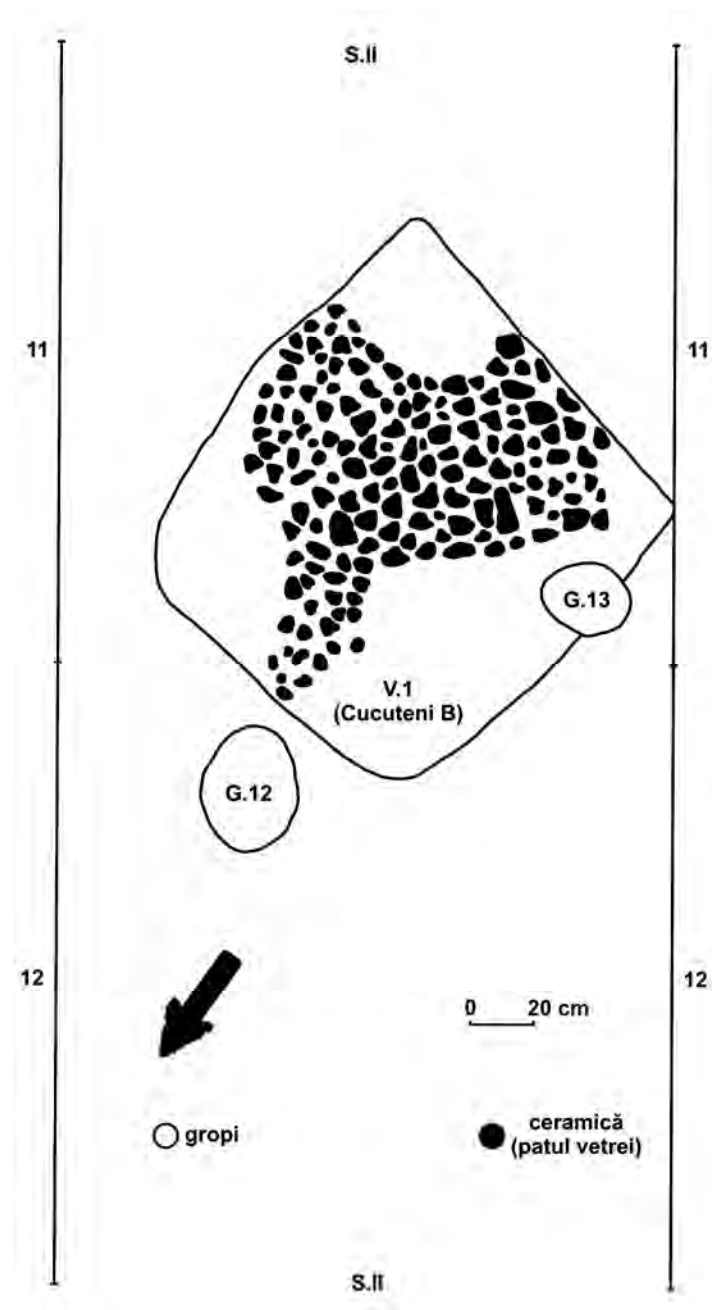 S.II
11
11
G.13
V.1
(Cucuteni B)
G.12
12
12
0 20 cm
gropi
ceramică
(patul vetrei)
S.II